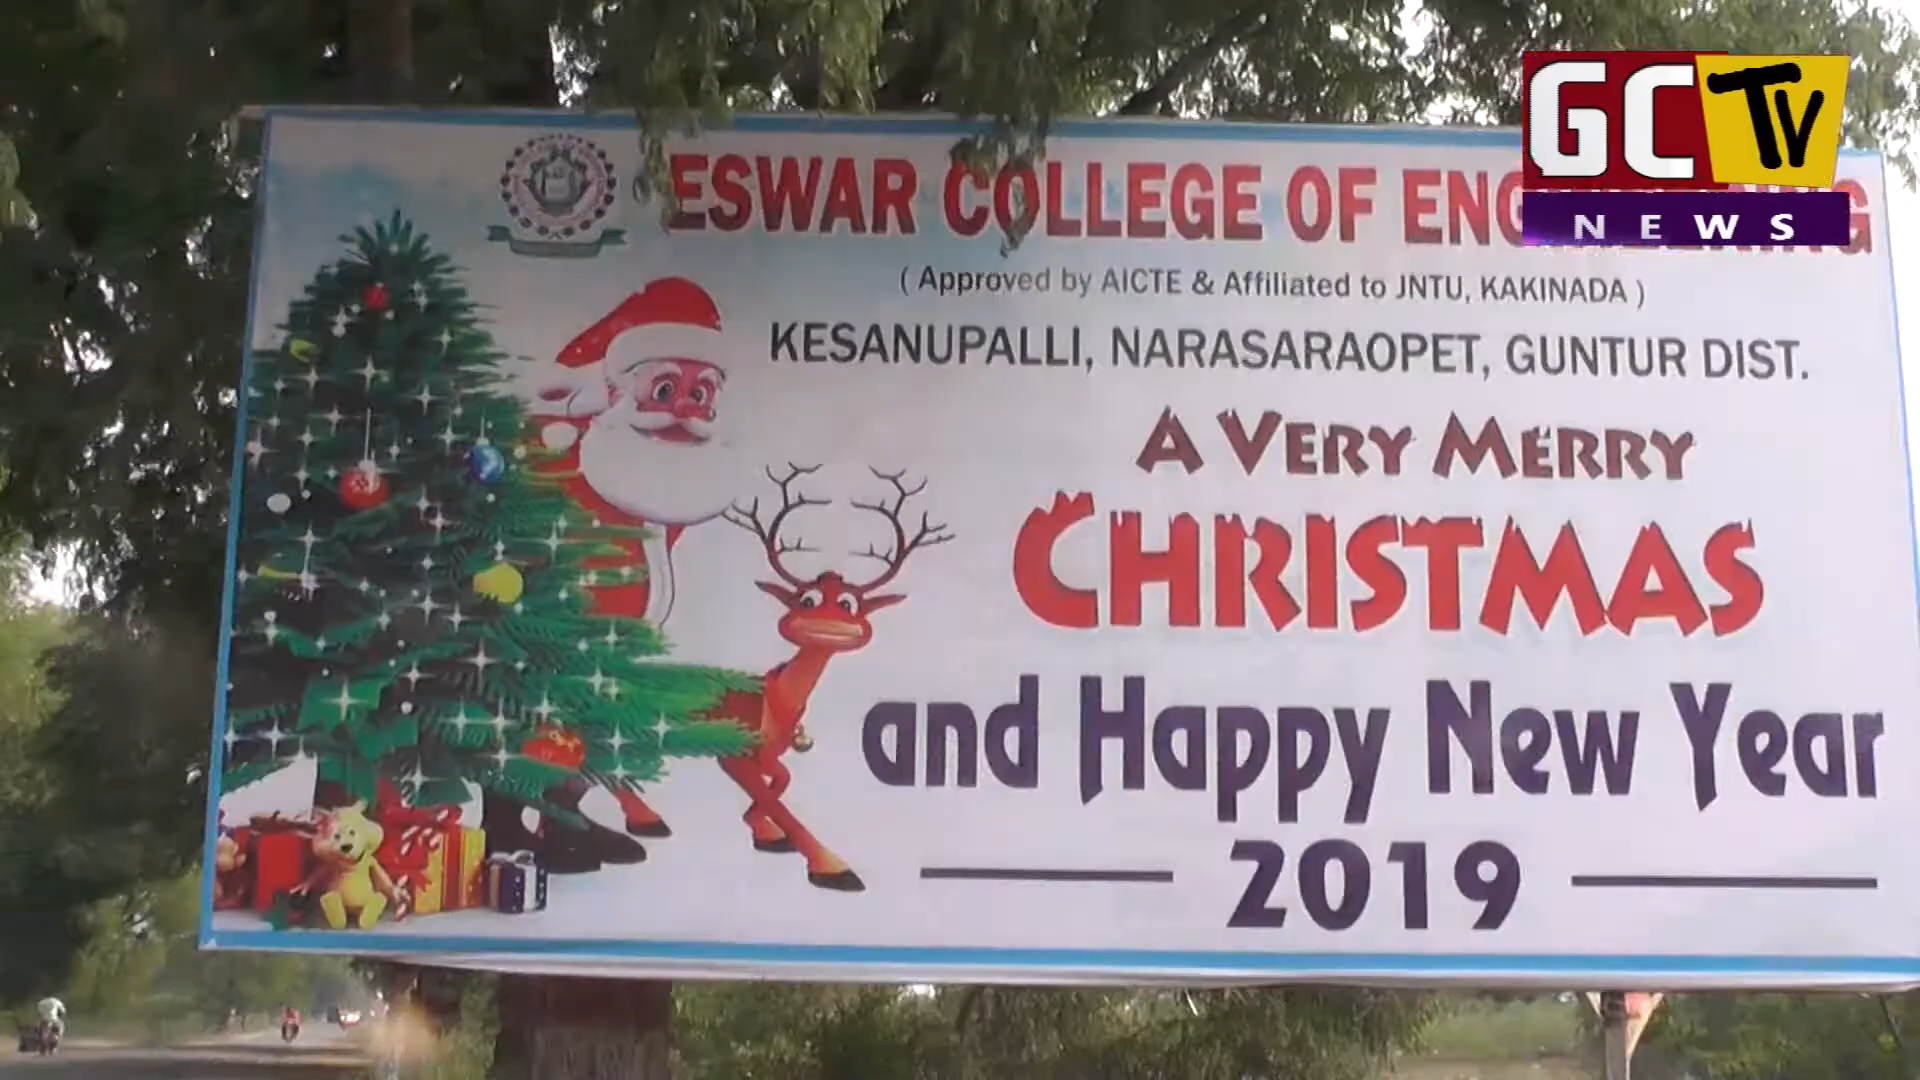 GC TV
NEWS
ESWAR COLLEGE OF
( Approved by AICTE & Affiliated to JNTU, KAKINADA )
KESANUPALLI, NARASARAOPET, GUNTUR DIST.
A VERY MERRY
CHRISTMAS
and Happy New Year
2019